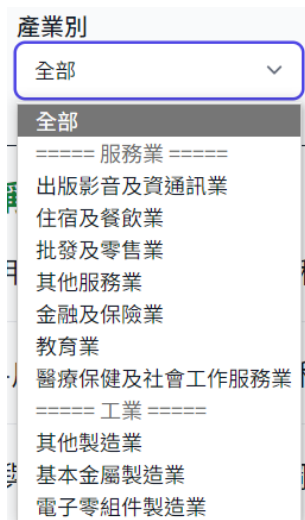 產業別
全部
全部
===== 服務業 =====
出版影音及資通訊業
住宿及餐飲業
批發及零售業
其他服務業
金融及保險業
教育業
醫療保健及社會工作服務業
===== 工業 =====
其他製造業
基本金屬製造業
電子零組件製造業